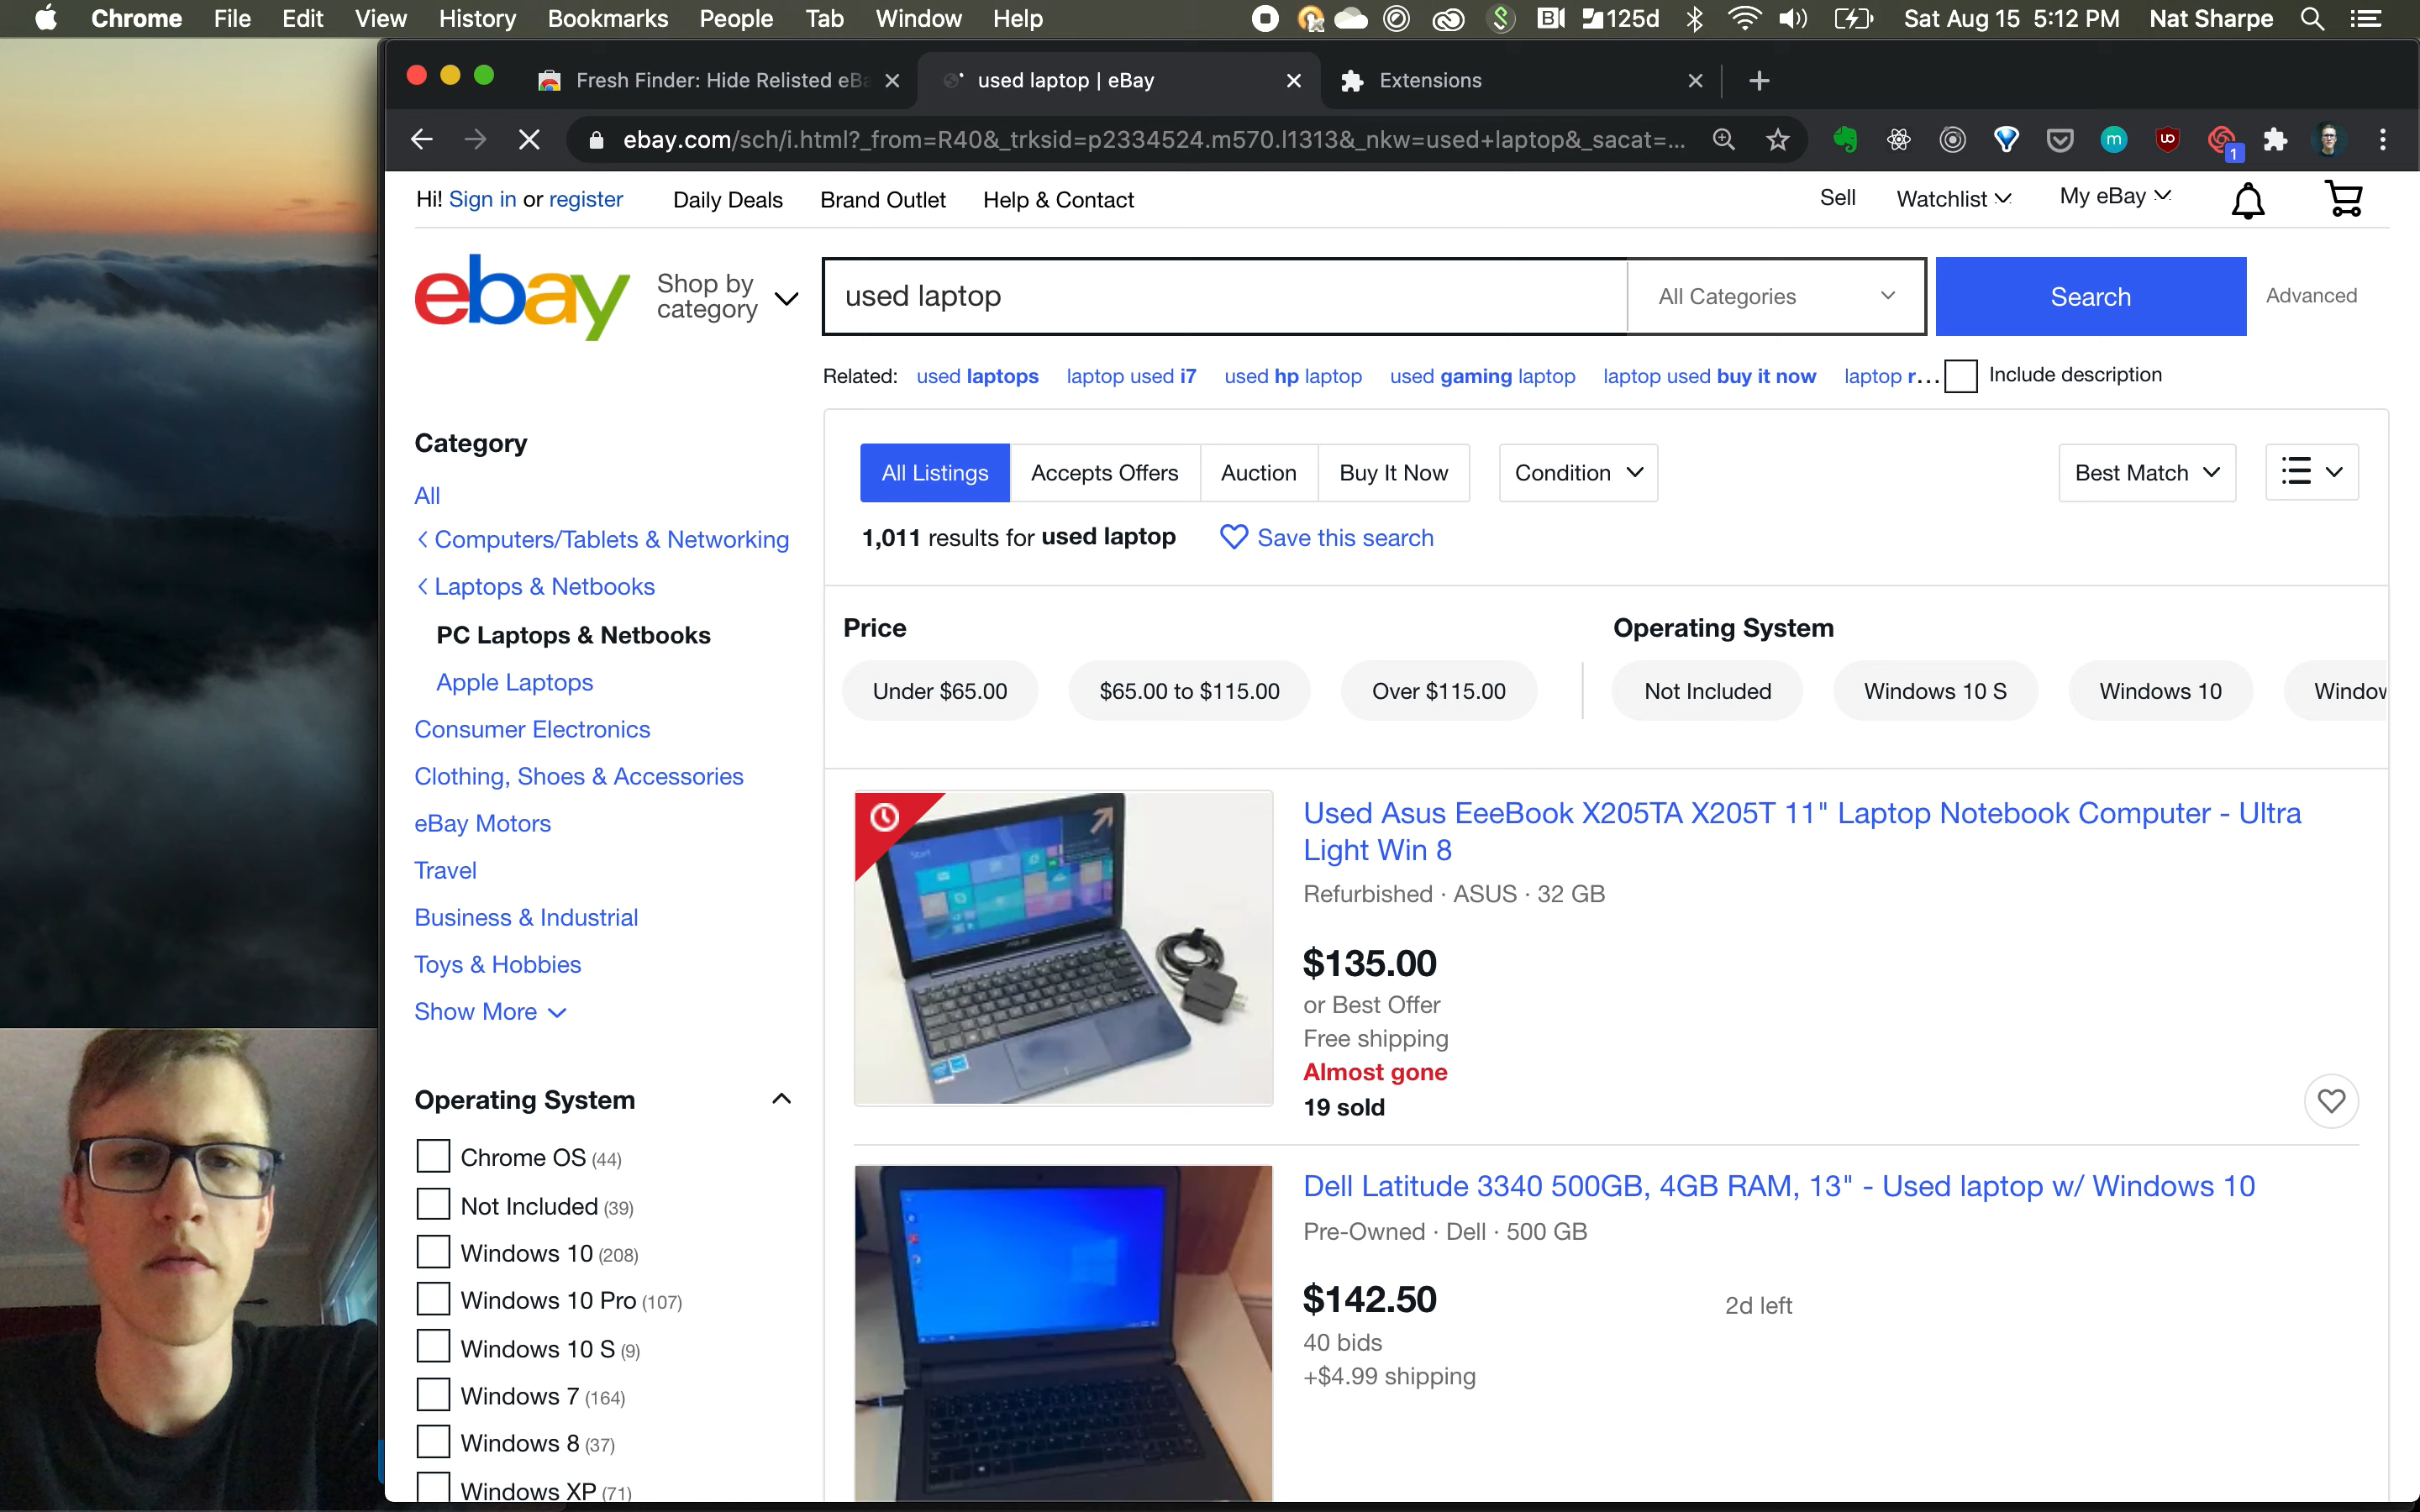 Chrome File Edit View History Bookmarks People Tab Window Help 125d Sat Aug 15 5:12 PM Nat Sharpe
Fresh Finder: Hide Relisted eBa
used laptop | eBay
Extensions
ebay.com/sch/i.html?_from=R40&_trksid=p2334524.m570.l1313&_nkw=used+laptop&_sacat=...
1
Hi! Sign in or register Daily Deals Brand Outlet Help & Contact Sell Watchlist My eBay
ebay
Shop by
category
used laptop
All Categories
Search
Advanced
Related: used laptops laptop used i7 used hp laptop used gaming laptop laptop used buy it now laptop r... Include description
Category
All
Computers/Tablets & Networking
Laptops & Netbooks
PC Laptops & Netbooks
Apple Laptops
Consumer Electronics
Clothing, Shoes & Accessories
eBay Motors
Travel
Business & Industrial
Toys & Hobbies
Show More
Operating System
Chrome OS (44)
Not Included (39)
Windows 10 (208)
Windows 10 Pro (107)
Windows 10 S (9)
Windows 7 (164)
Windows 8 (37)
Windows XP (71)
All Listings Accepts Offers Auction Buy It Now Condition Best Match
1,011 results for used laptop Save this search
Price
Under $65.00 $65.00 to $115.00 Over $115.00
Operating System
Not Included Windows 10 S Windows 10 Window
Start
Used Asus EeeBook X205TA X205T 11" Laptop Notebook Computer - Ultra
Light Win 8
Refurbished · ASUS · 32 GB
$135.00
or Best Offer
Free shipping
Almost gone
19 sold
Dell Latitude 3340 500GB, 4GB RAM, 13" - Used laptop w/ Windows 10
Pre-Owned · Dell · 500 GB
$142.50 2d left
40 bids
+$4.99 shipping